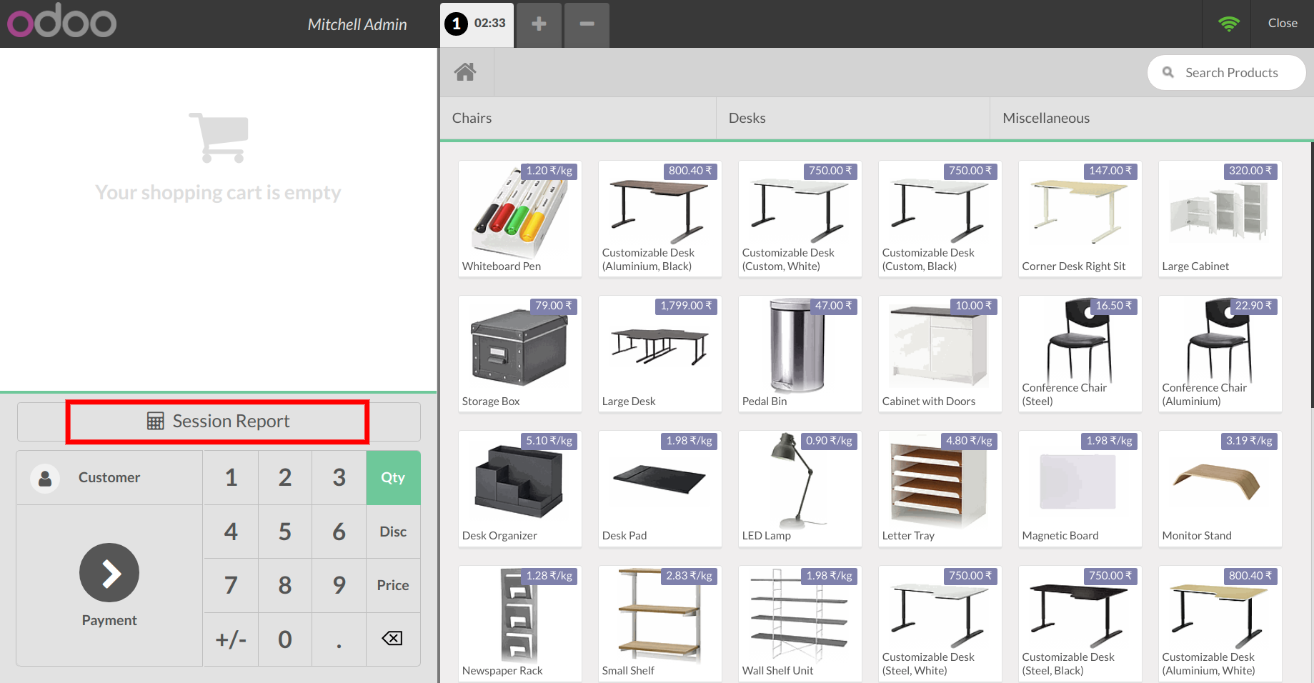 odoo
Mitchell Admin
1 02:33 + −
Close
Search Products
Your shopping cart is empty
Chairs
Desks
Miscellaneous
1.20 ₹/kg
Whiteboard Pen
800.40 ₹
Customizable Desk
(Aluminium, Black)
750.00 ₹
Customizable Desk
(Custom, White)
750.00 ₹
Customizable Desk
(Custom, Black)
147.00 ₹
Corner Desk Right Sit
320.00 ₹
Large Cabinet
79.00 ₹
Storage Box
1,799.00 ₹
Large Desk
47.00 ₹
Pedal Bin
10.00 ₹
Cabinet with Doors
16.50 ₹
Conference Chair
(Steel)
22.90 ₹
Conference Chair
(Aluminium)
5.10 ₹/kg
Desk Organizer
1.98 ₹/kg
Desk Pad
0.90 ₹/kg
LED Lamp
4.80 ₹/kg
Letter Tray
1.98 ₹/kg
Magnetic Board
3.19 ₹/kg
Monitor Stand
1.28 ₹/kg
Newspaper Rack
2.83 ₹/kg
Small Shelf
1.98 ₹/kg
Wall Shelf Unit
750.00 ₹
Customizable Desk
(Steel, White)
750.00 ₹
Customizable Desk
(Steel, Black)
800.40 ₹
Customizable Desk
(Aluminium, White)
Session Report
Customer
1 2 3 Qty
4 5 6 Disc
7 8 9 Price
+/- 0 .
Payment